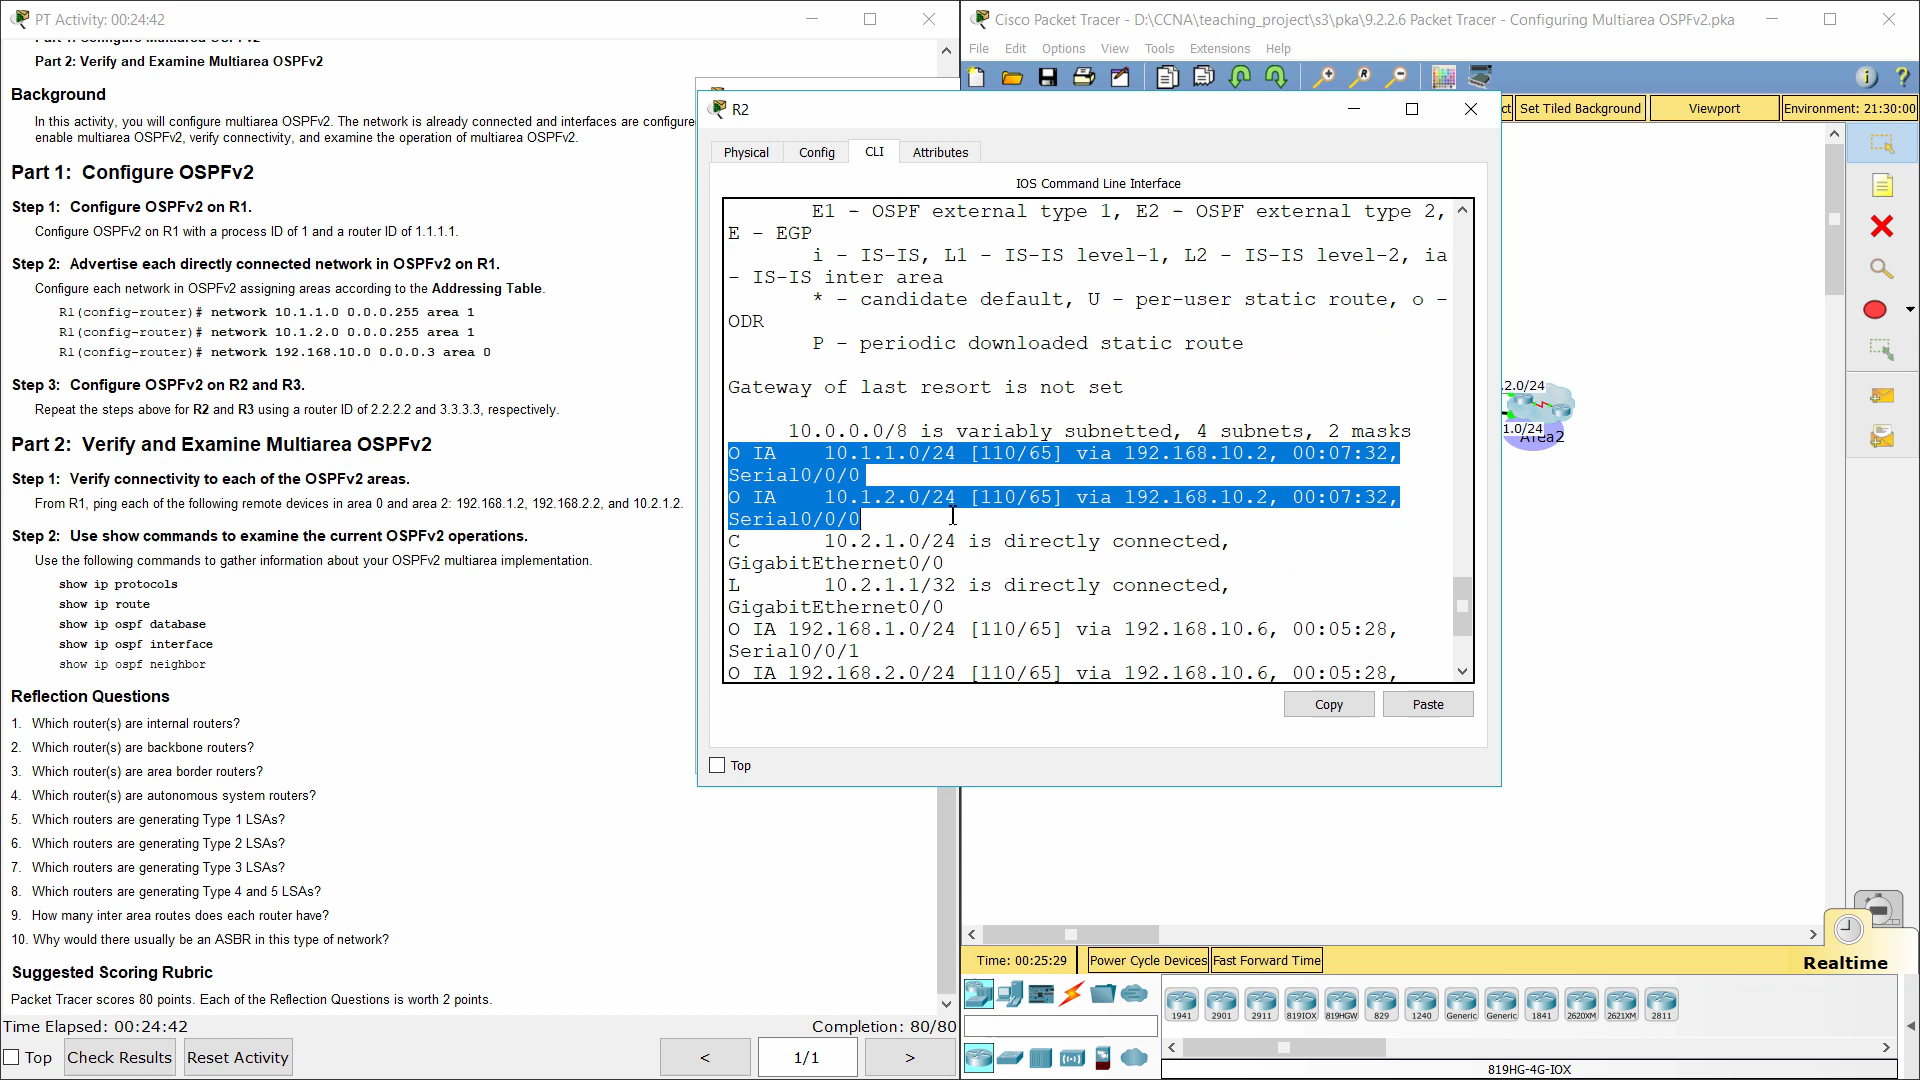 PT Activity: 00:24:42
Part 1: Configure Multiarea OSPFv2
Part 2: Verify and Examine Multiarea OSPFv2
Background
In this activity, you will configure multiarea OSPFv2. The network is already connected and interfaces are configure
enable multiarea OSPFv2, verify connectivity, and examine the operation of multiarea OSPFv2.
Part 1: Configure OSPFv2
Step 1: Configure OSPFv2 on R1.
Configure OSPFv2 on R1 with a process ID of 1 and a router ID of 1.1.1.1.
Step 2: Advertise each directly connected network in OSPFv2 on R1.
Configure each network in OSPFv2 assigning areas according to the Addressing Table.
R1(config-router)# network 10.1.1.0 0.0.0.255 area 1
R1(config-router)# network 10.1.2.0 0.0.0.255 area 1
R1(config-router)# network 192.168.10.0 0.0.0.3 area 0
Step 3: Configure OSPFv2 on R2 and R3.
Repeat the steps above for R2 and R3 using a router ID of 2.2.2.2 and 3.3.3.3, respectively.
Part 2: Verify and Examine Multiarea OSPFv2
Step 1: Verify connectivity to each of the OSPFv2 areas.
From R1, ping each of the following remote devices in area 0 and area 2: 192.168.1.2, 192.168.2.2, and 10.2.1.2.
Step 2: Use show commands to examine the current OSPFv2 operations.
Use the following commands to gather information about your OSPFv2 multiarea implementation.
show ip protocols
show ip route
show ip ospf database
show ip ospf interface
show ip ospf neighbor
Reflection Questions
1. Which router(s) are internal routers?
2. Which router(s) are backbone routers?
3. Which router(s) are area border routers?
4. Which router(s) are autonomous system routers?
5. Which routers are generating Type 1 LSAs?
6. Which routers are generating Type 2 LSAs?
7. Which routers are generating Type 3 LSAs?
8. Which routers are generating Type 4 and 5 LSAs?
9. How many inter area routes does each router have?
10. Why would there usually be an ASBR in this type of network?
Suggested Scoring Rubric
Packet Tracer scores 80 points. Each of the Reflection Questions is worth 2 points.
Time Elapsed: 00:24:42
Completion: 80/80
Top
Check Results
Reset Activity
<
1/1
>
R2
Physical
Config
CLI
Attributes
IOS Command Line Interface
E1 - OSPF external type 1, E2 - OSPF external type 2,
E - EGP
i - IS-IS, L1 - IS-IS level-1, L2 - IS-IS level-2, ia
- IS-IS inter area
* - candidate default, U - per-user static route, o -
ODR
P - periodic downloaded static route
Gateway of last resort is not set
10.0.0.0/8 is variably subnetted, 4 subnets, 2 masks
O IA 10.1.1.0/24 [110/65] via 192.168.10.2, 00:07:32,
Serial0/0/0
O IA 10.1.2.0/24 [110/65] via 192.168.10.2, 00:07:32,
Serial0/0/0
C 10.2.1.0/24 is directly connected,
GigabitEthernet0/0
L 10.2.1.1/32 is directly connected,
GigabitEthernet0/0
O IA 192.168.1.0/24 [110/65] via 192.168.10.6, 00:05:28,
Serial0/0/1
O IA 192.168.2.0/24 [110/65] via 192.168.10.6, 00:05:28,
Copy
Paste
Top
Cisco Packet Tracer - D:\CCNA\teaching_project\s3\pka\9.2.2.6 Packet Tracer - Configuring Multiarea OSPFv2.pka
File Edit Options View Tools Extensions Help
ct
Set Tiled Background
Viewport
Environment: 21:30:00
.2.0/24
1.0/24
Area2
Time: 00:25:29
Power Cycle Devices
Fast Forward Time
Realtime
1941
2901
2911
819IOX
819HGW
829
1240
Generic
Generic
1841
2620XM
2621XM
2811
819HG-4G-IOX